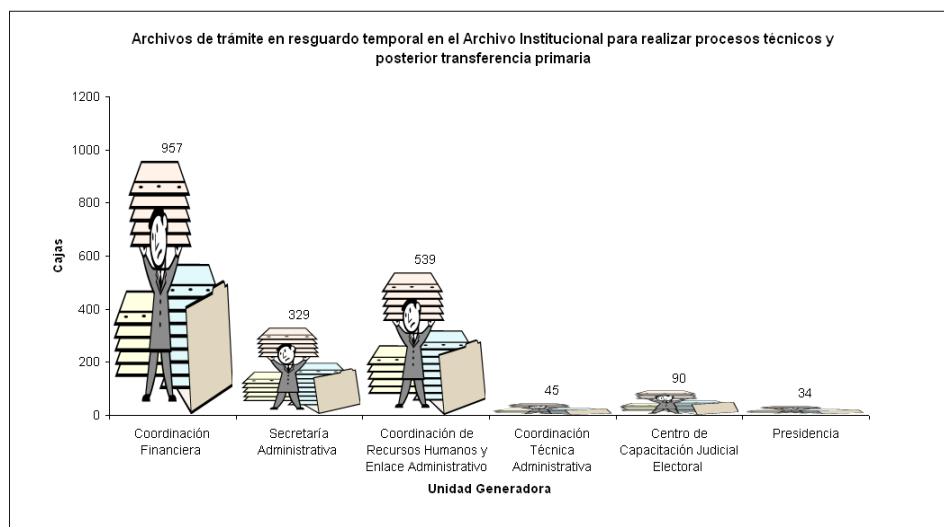 Archivos de trámite en resguardo temporal en el Archivo Institucional para realizar procesos técnicos y
posterior transferencia primaria
Cajas
1200
1000
800
600
400
200
0
957
329
539
45
90
34
Coordinación
Financiera
Secretaría
Administrativa
Coordinación de
Recursos Humanos y
Enlace Administrativo
Coordinación
Técnica
Administrativa
Centro de
Capacitación Judicial
Electoral
Presidencia
Unidad Generadora